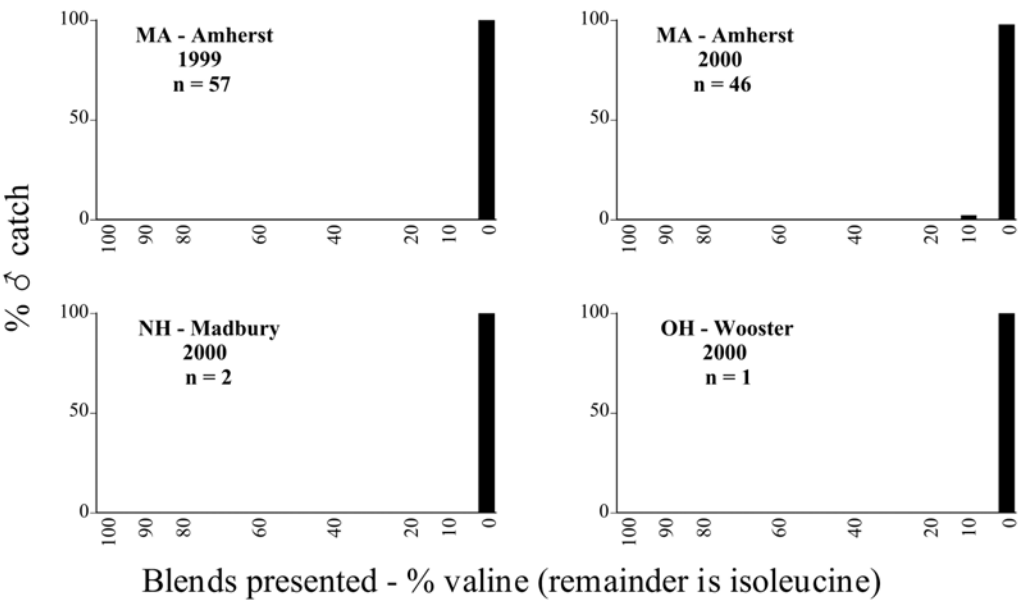 % ♂ catch
100
50
0
MA - Amherst
1999
n = 57
100 90 80 60 40 20 10 0
100
50
0
MA - Amherst
2000
n = 46
100 90 80 60 40 20 10 0
100
50
0
NH - Madbury
2000
n = 2
100 90 80 60 40 20 10 0
100
50
0
OH - Wooster
2000
n = 1
100 90 80 60 40 20 10 0
Blends presented - % valine (remainder is isoleucine)